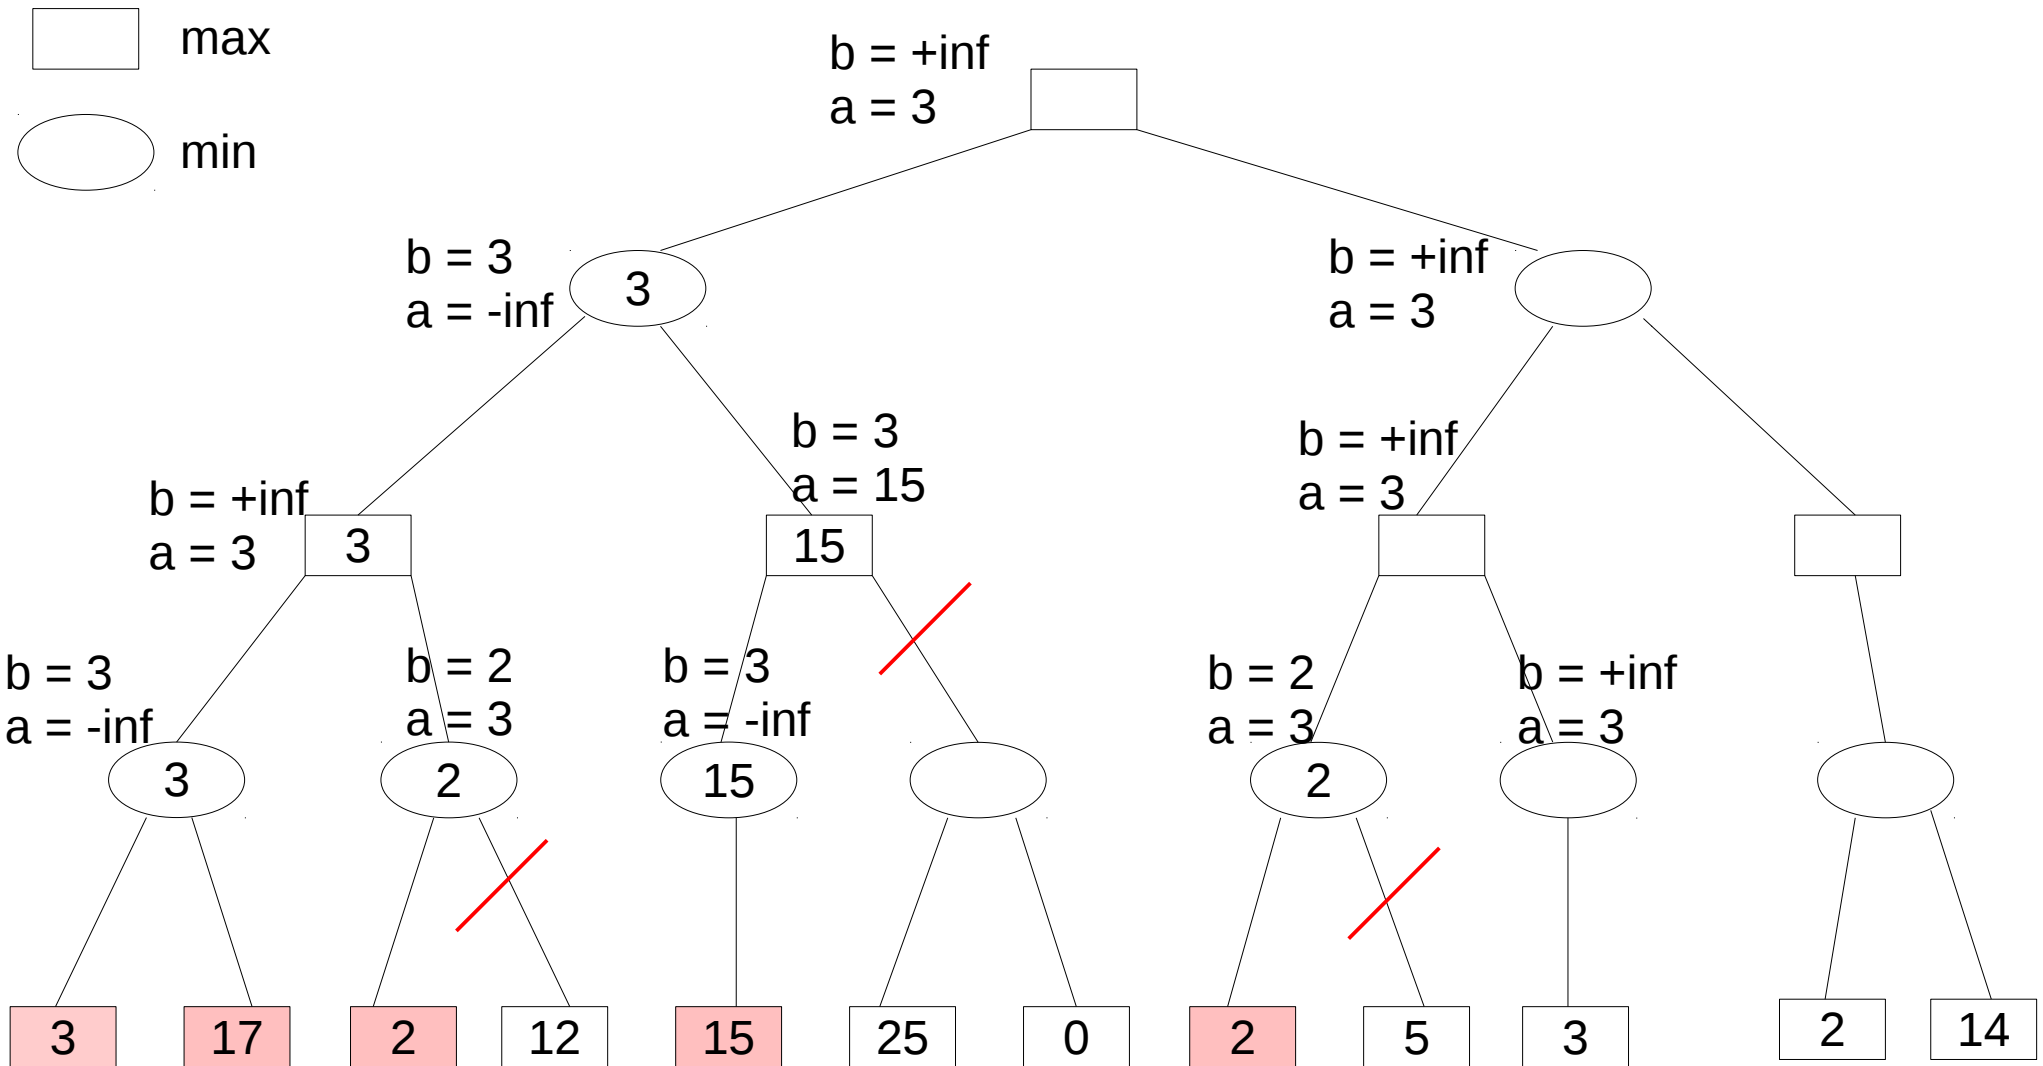 max
min
b = +inf
a = 3
b = 3
a = -inf
3
b = +inf
a = 3
b = +inf
a = 3
3
b = 3
a = 15
15
b = +inf
a = 3
b = 3
a = -inf
3
b = 2
a = 3
2
b = 3
a = -inf
15
b = 2
a = 3
2
b = +inf
a = 3
3
17
2
12
15
25
0
2
5
3
2
14